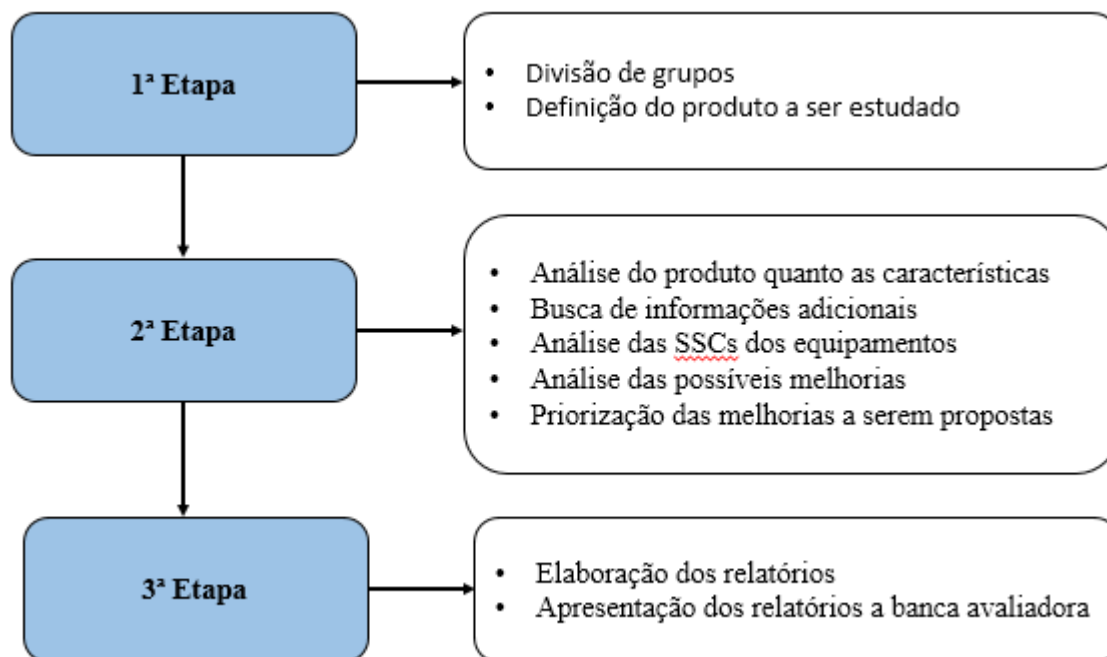 1ª Etapa
• Divisão de grupos
• Definição do produto a ser estudado
2ª Etapa
• Análise do produto quanto as características
• Busca de informações adicionais
• Análise das SSCs dos equipamentos
• Análise das possíveis melhorias
• Priorização das melhorias a serem propostas
3ª Etapa
• Elaboração dos relatórios
• Apresentação dos relatórios a banca avaliadora